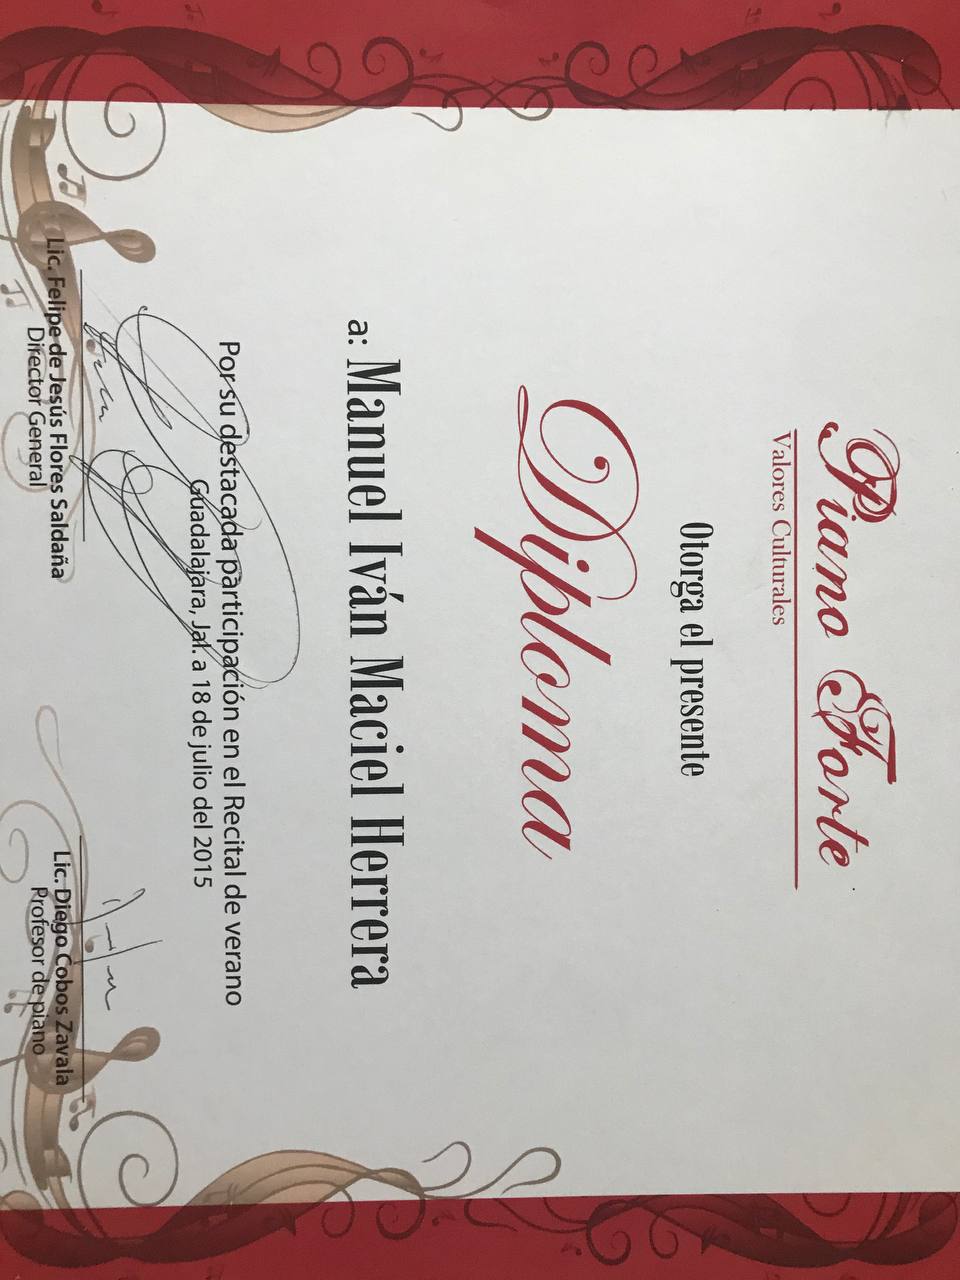 Piano Forte
Valores Culturales
Otorga el presente
Diploma
a: Manuel Iván Maciel Herrera
Por su destacada participación en el Recital de verano
Guadalajara, Jal. a 18 de julio del 2015
Lic. Felipe de Jesús Flores Saldaña
Director General
Lic. Diego Cobos Zavala
Profesor de piano